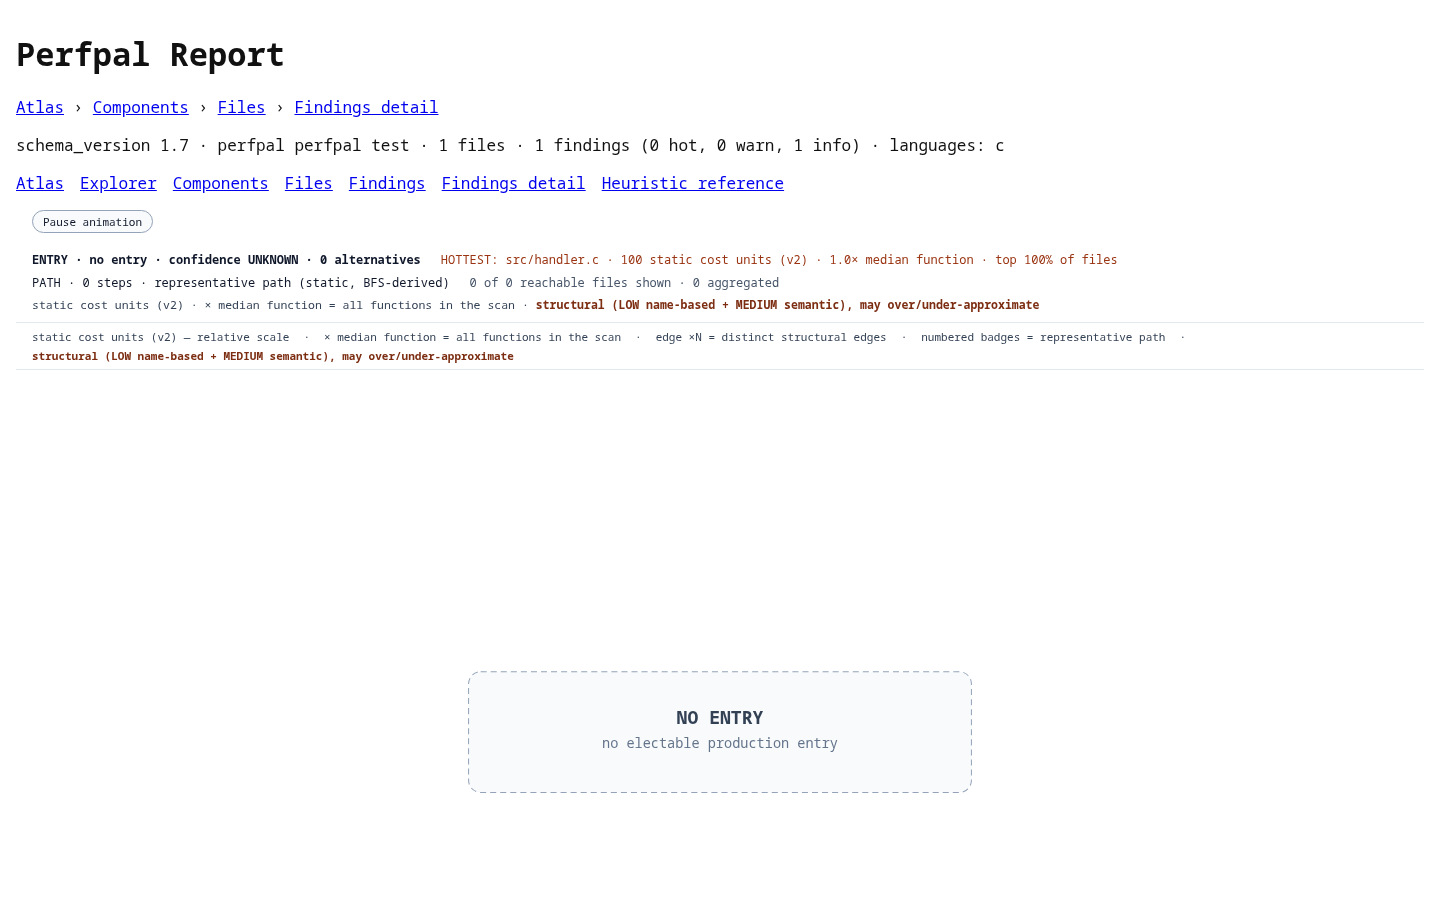 Perfpal Report
Atlas › Components › Files › Findings detail
schema_version 1.7 · perfpal perfpal test · 1 files · 1 findings (0 hot, 0 warn, 1 info) · languages: c
Atlas Explorer Components Files Findings Findings detail Heuristic reference
Pause animation
ENTRY · no entry · confidence UNKNOWN · 0 alternatives HOTTEST: src/handler.c · 100 static cost units (v2) · 1.0× median function · top 100% of files
PATH · 0 steps · representative path (static, BFS-derived) 0 of 0 reachable files shown · 0 aggregated
static cost units (v2) · × median function = all functions in the scan · structural (LOW name-based + MEDIUM semantic), may over/under-approximate
static cost units (v2) — relative scale · × median function = all functions in the scan · edge ×N = distinct structural edges · numbered badges = representative path ·
structural (LOW name-based + MEDIUM semantic), may over/under-approximate
NO ENTRY
no electable production entry